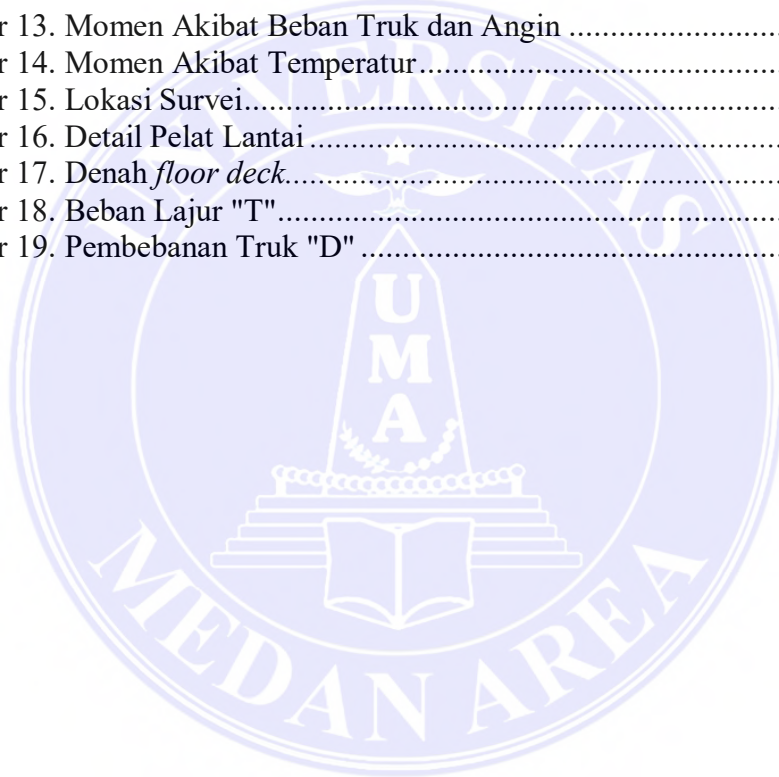 r 13. Momen Akibat Beban Truk dan Angin ............................
r 14. Momen Akibat Temperatur................................................
r 15. Lokasi Survei......................................................................
r 16. Detail Pelat Lantai ..............................................................
r 17. Denah floor deck.................................................................
r 18. Beban Lajur "T"..................................................................
r 19. Pembebanan Truk "D" .......................................................
UNIVERSITAS
UMA
MEDAN AREA